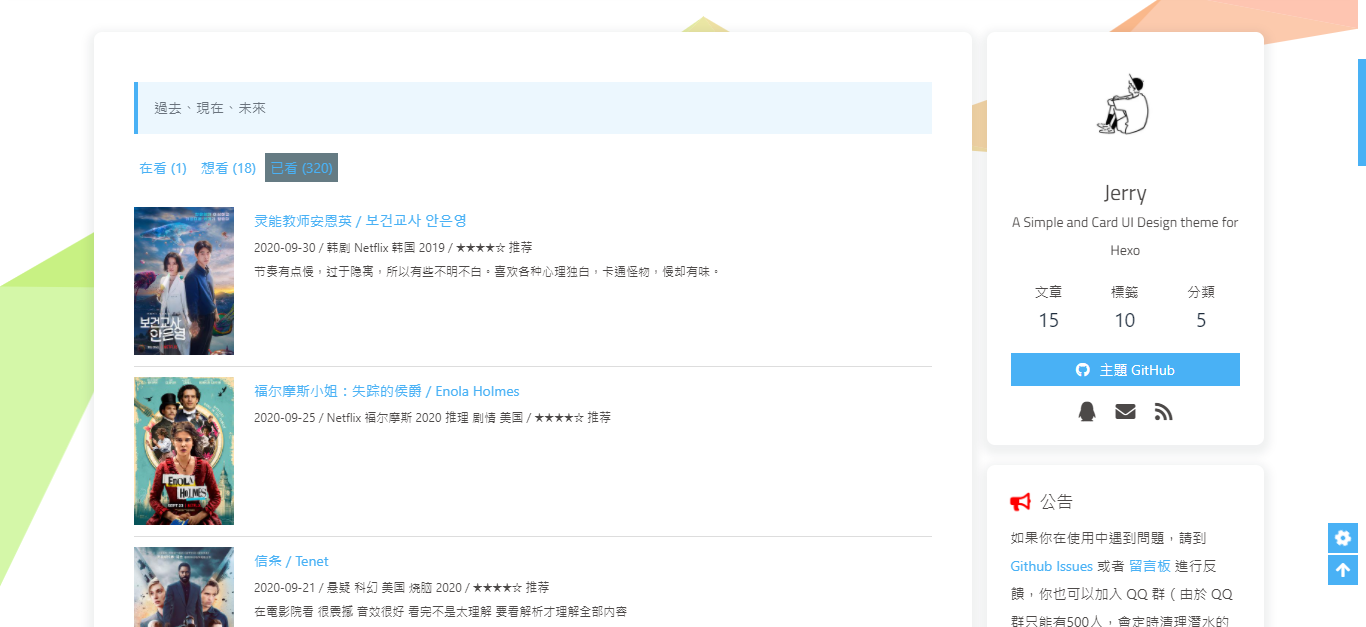 過去、現在、未來
在看 (1) 想看 (18) 已看 (320)
灵能教师安恩英 / 보건교사 안은영
2020-09-30 / 韩剧 Netflix 韩国 2019 / ★★★★☆ 推荐
节奏有点慢，过于隐寓，所以有些不明不白。喜欢各种心理独白，卡通怪物，慢却有味。
보건교사
안은영
福尔摩斯小姐：失踪的侯爵 / Enola Holmes
2020-09-25 / Netflix 福尔摩斯 2020 推理 剧情 美国 / ★★★★☆ 推荐
ENOLA
HOLMES
信条 / Tenet
2020-09-21 / 悬疑 科幻 美国 烧脑 2020 / ★★★★☆ 推荐
在電影院看 很震撼 音效很好 看完不是太理解 要看解析才理解全部内容
Jerry
A Simple and Card UI Design theme for
Hexo
文章 標籤 分類
15 10 5
主題 GitHub
公告
如果你在使用中遇到問題，請到
Github Issues 或者 留言板 進行反
饋，你也可以加入 QQ 群（由於 QQ
群只能有500人，會定時清理潛水的